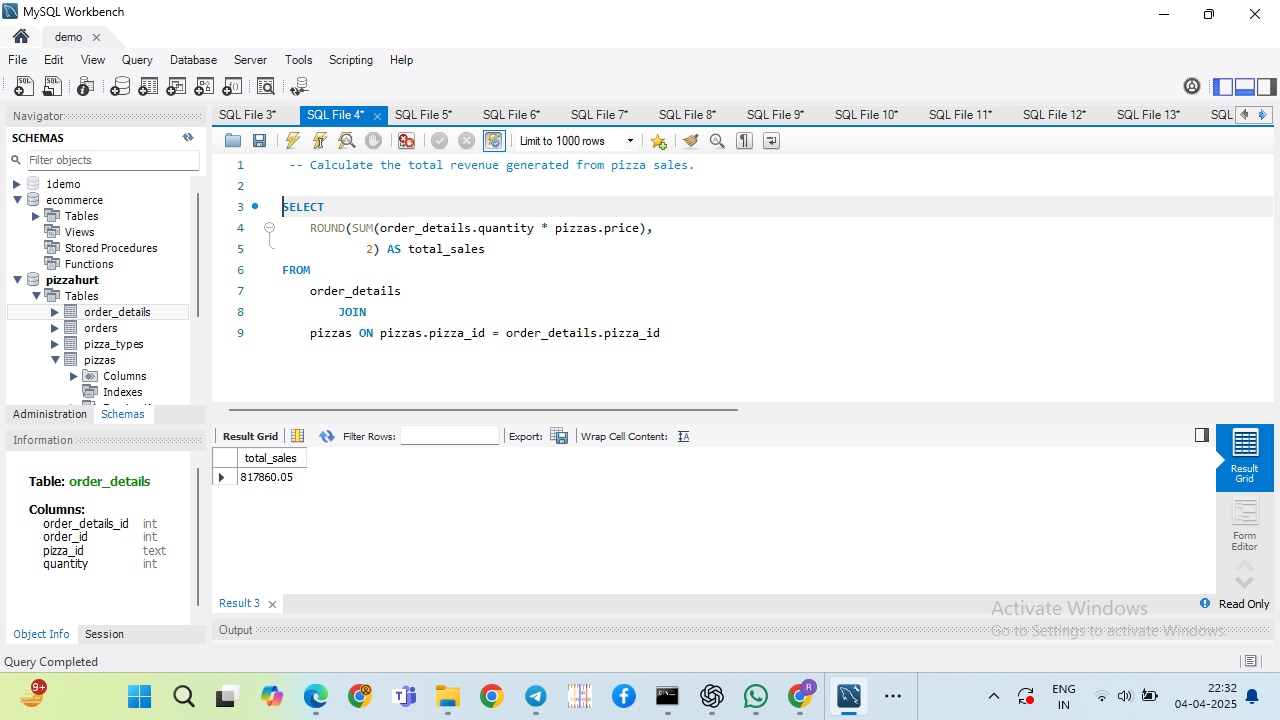 MySQL Workbench
demo
File Edit View Query Database Server Tools Scripting Help
Navigator
SCHEMAS
Filter objects
1demo
ecommerce
Tables
Views
Stored Procedures
Functions
pizzahurt
Tables
order_details
orders
pizza_types
pizzas
Columns
Indexes
Administration Schemas
Information
Table: order_details
Columns:
order_details_id int
order_id int
pizza_id text
quantity int
Object Info Session
SQL File 3* SQL File 4* SQL File 5* SQL File 6* SQL File 7* SQL File 8* SQL File 9* SQL File 10* SQL File 11* SQL File 12* SQL File 13* SQL
Limit to 1000 rows
1 -- Calculate the total revenue generated from pizza sales.
2
3 SELECT
4 ROUND(SUM(order_details.quantity * pizzas.price),
5 2) AS total_sales
6 FROM
7 order_details
8 JOIN
9 pizzas ON pizzas.pizza_id = order_details.pizza_id
Result Grid Filter Rows: Export: Wrap Cell Content:
total_sales
817860.05
Result Grid
Form Editor
Result 3
Read Only
Output
Activate Windows
Go to Settings to activate Windows.
Query Completed
9+
R
ENG
IN
22:32
04-04-2025